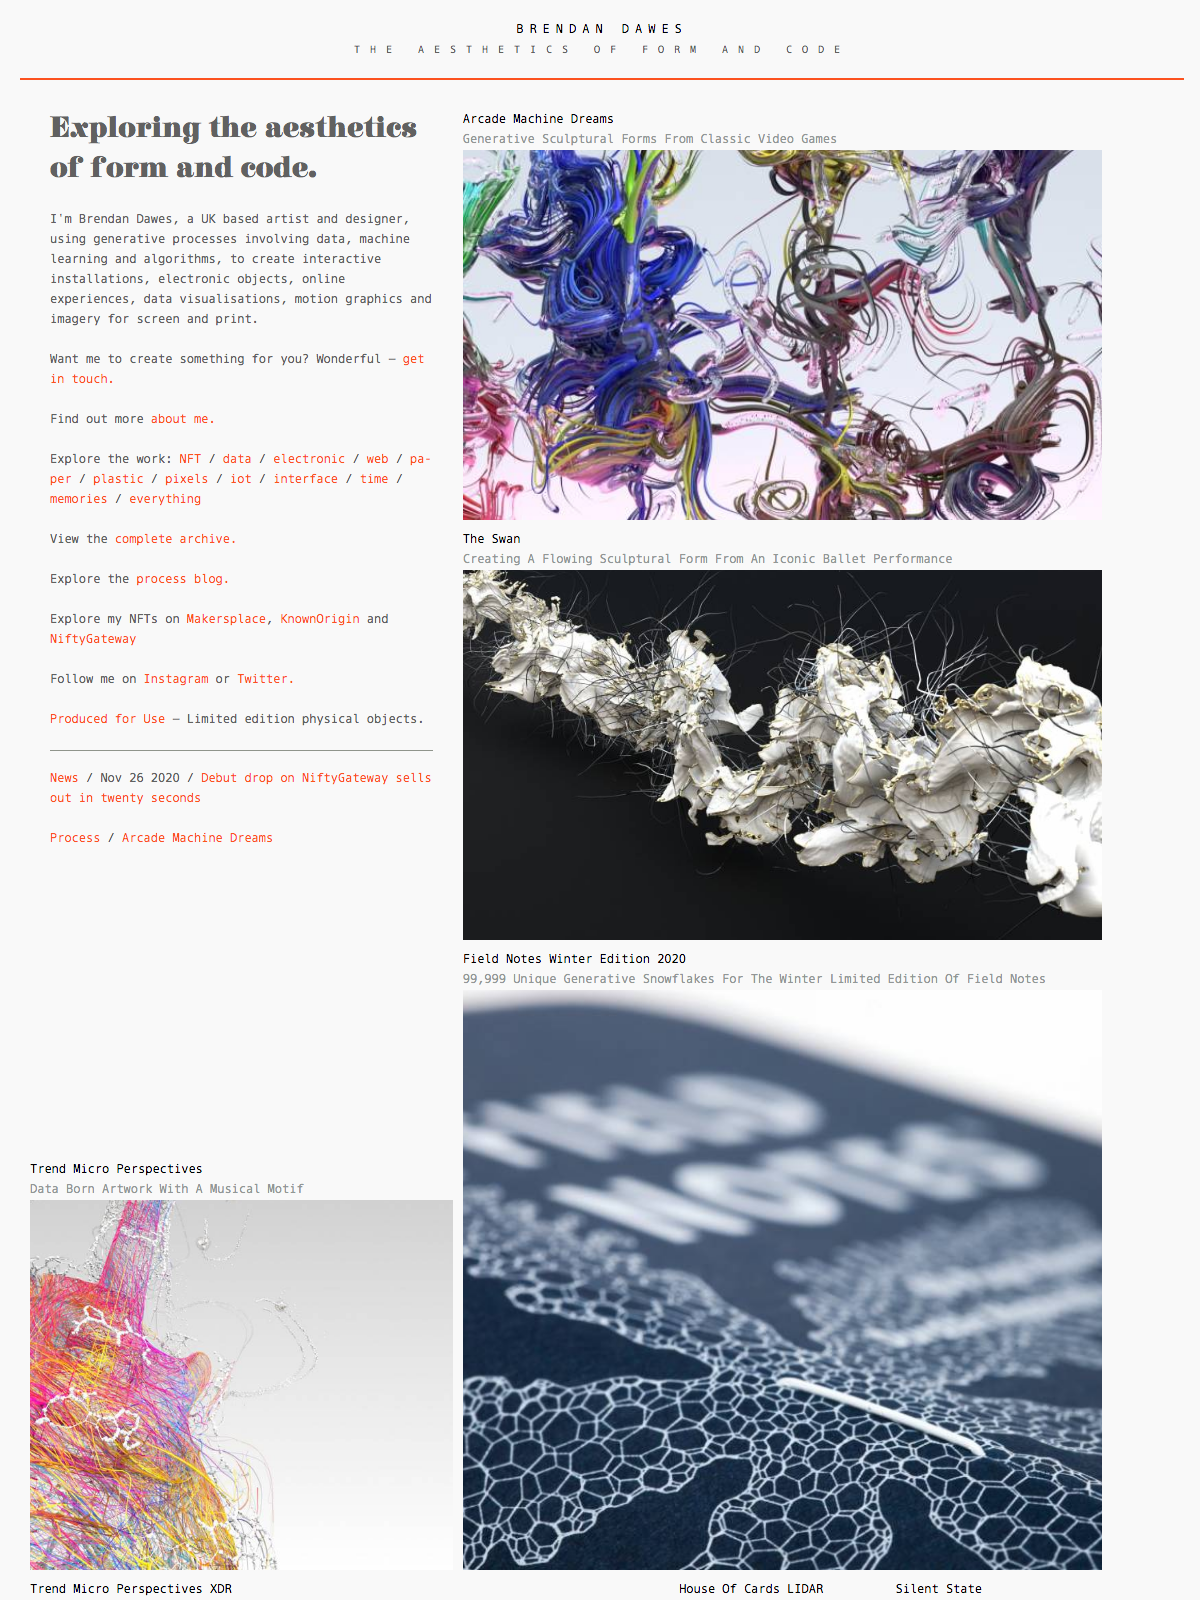 BRENDAN DAWES
THE AESTHETICS OF FORM AND CODE
Exploring the aesthetics
of form and code.
I'm Brendan Dawes, a UK based artist and designer,
using generative processes involving data, machine
learning and algorithms, to create interactive
installations, electronic objects, online
experiences, data visualisations, motion graphics and
imagery for screen and print.
Want me to create something for you? Wonderful – get
in touch.
Find out more about me.
Explore the work: NFT / data / electronic / web / pa-
per / plastic / pixels / iot / interface / time /
memories / everything
View the complete archive.
Explore the process blog.
Explore my NFTs on Makersplace, KnownOrigin and
NiftyGateway
Follow me on Instagram or Twitter.
Produced for Use – Limited edition physical objects.
News / Nov 26 2020 / Debut drop on NiftyGateway sells
out in twenty seconds
Process / Arcade Machine Dreams
Arcade Machine Dreams
Generative Sculptural Forms From Classic Video Games
The Swan
Creating A Flowing Sculptural Form From An Iconic Ballet Performance
Field Notes Winter Edition 2020
99,999 Unique Generative Snowflakes For The Winter Limited Edition Of Field Notes
Trend Micro Perspectives
Data Born Artwork With A Musical Motif
Trend Micro Perspectives XDR
House Of Cards LIDAR
Silent State